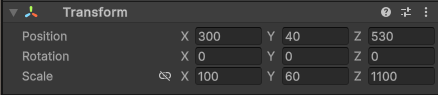 Transform
Position X 300 Y 40 Z 530
Rotation X 0 Y 0 Z 0
Scale X 100 Y 60 Z 1100